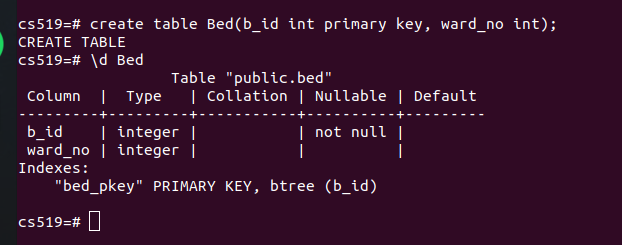 cs519=# create table Bed(b_id int primary key, ward_no int);
CREATE TABLE
cs519=# \d Bed
                  Table "public.bed"
 Column  |  Type   | Collation | Nullable | Default
---------+---------+-----------+----------+---------
 b_id    | integer |           | not null |
 ward_no | integer |           |          |
Indexes:
    "bed_pkey" PRIMARY KEY, btree (b_id)
cs519=#